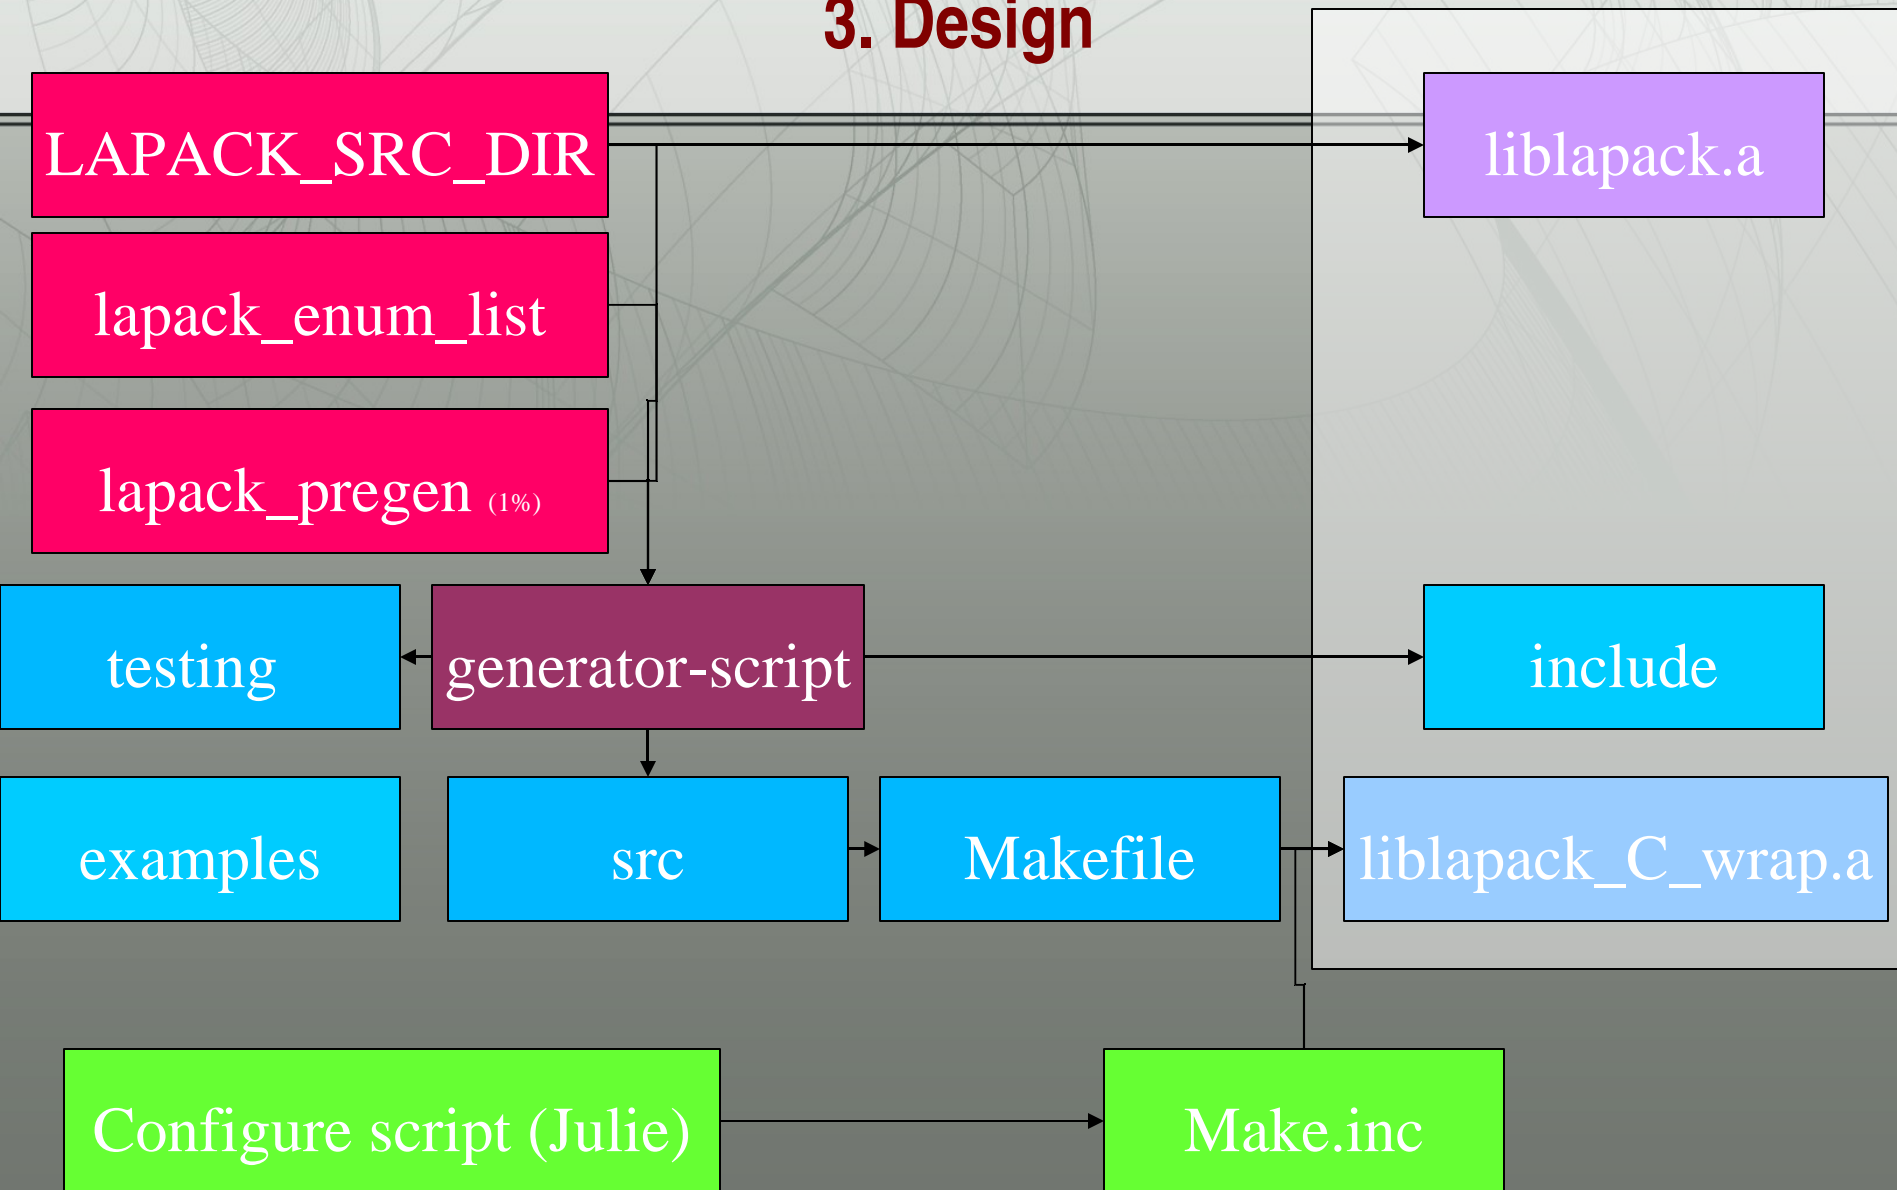 3. Design
LAPACK_SRC_DIR
liblapack.a
lapack_enum_list
lapack_pregen (1%)
testing
generator-script
include
examples
src
Makefile
liblapack_C_wrap.a
Configure script (Julie)
Make.inc